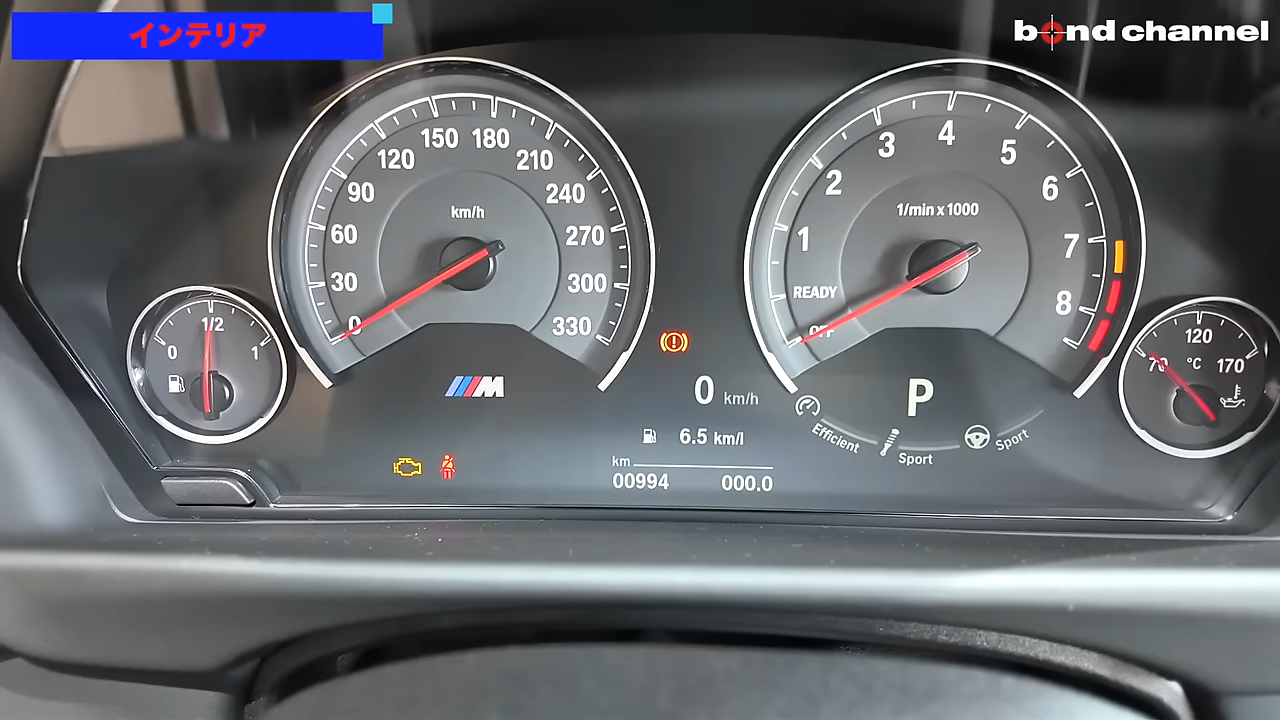 インテリア
bond channel
0
30
60
90
120
150
180
210
240
270
300
330
km/h
OFF
READY
1
2
3
4
5
6
7
8
1/min x 1000
0
1/2
1
70
120
170
°C
M
0 km/h
6.5 km/l
km
00994 000.0
P
Efficient
Sport
Sport